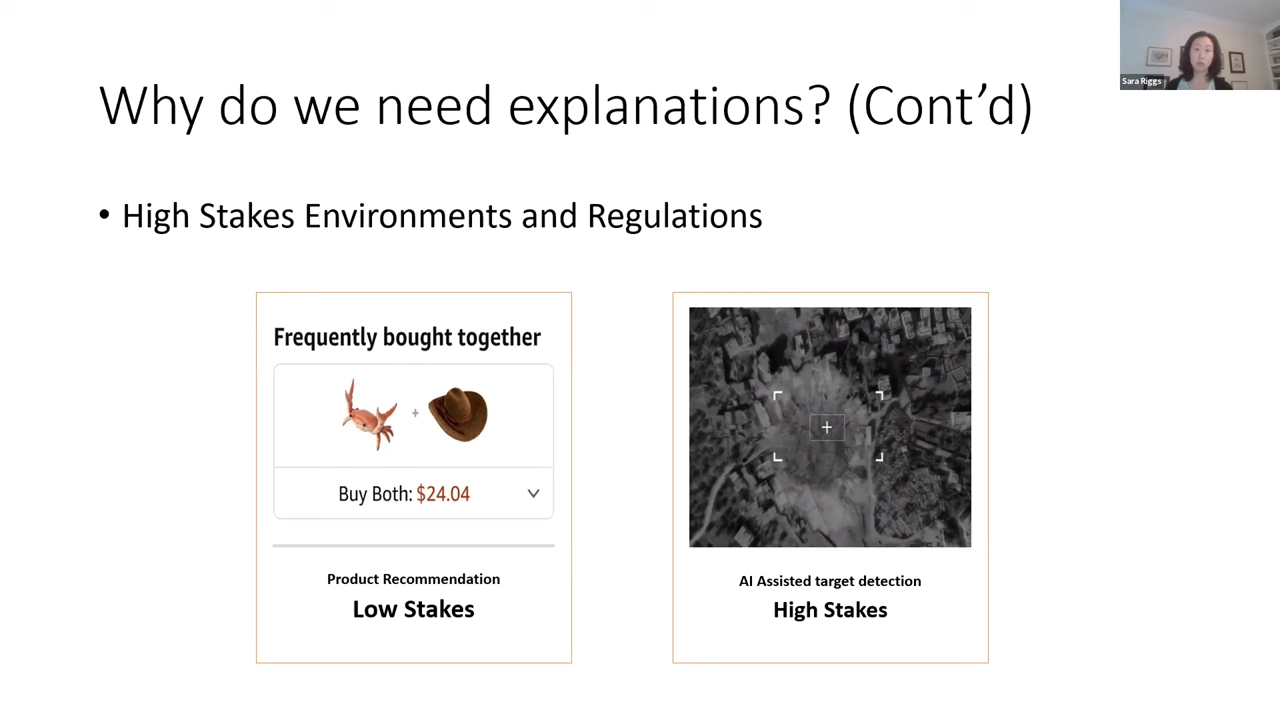 Sara Riggs
Why do we need explanations? (Cont’d)
• High Stakes Environments and Regulations
Frequently bought together
+
Buy Both: $24.04
Product Recommendation
Low Stakes
AI Assisted target detection
High Stakes